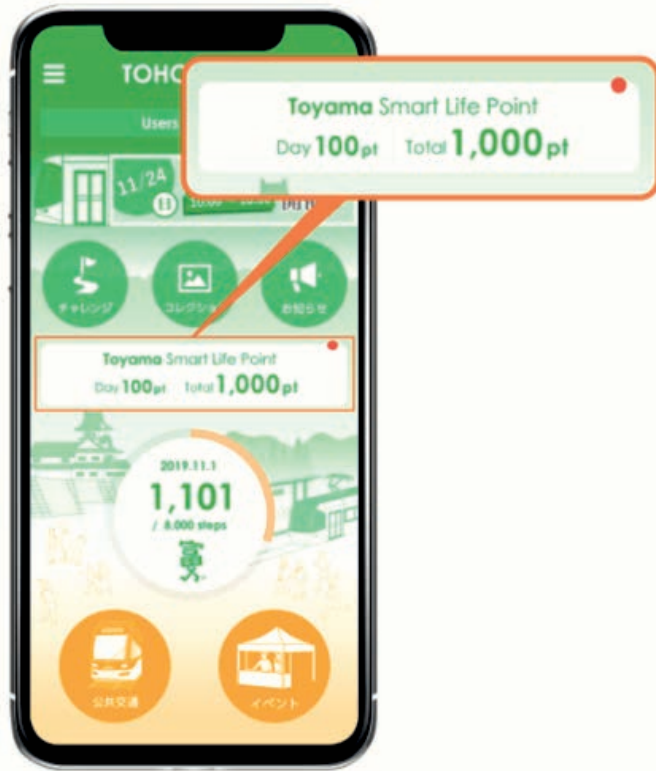 TOHO
Toyama Smart Life Point
Day 100pt Total 1,000pt
Users
11/24
チャレンジ
コレクショ
お知らせ
Toyama Smart Life Point
Day 100pt Total 1,000pt
2019.11.1
1,101
/ 8,000 steps
公共交通
イベント